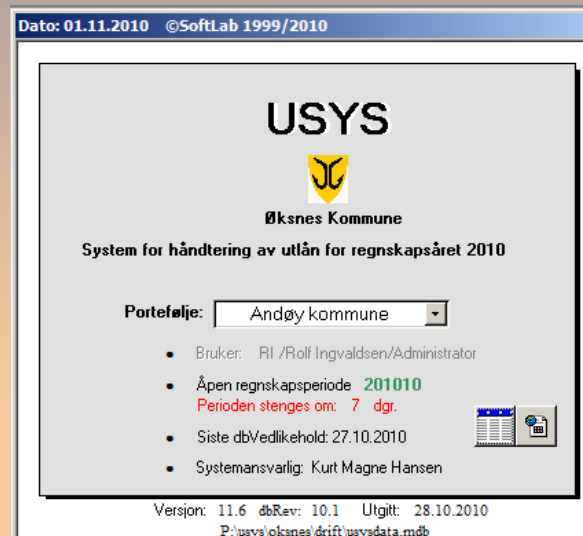 Dato: 01.11.2010 ©SoftLab 1999/2010
USYS
Øksnes Kommune
System for håndtering av utlån for regnskapsåret 2010
Portefølje: Andøy kommune
Bruker: RI /Rolf Ingvaldsen/Administrator
Åpen regnskapsperiode 201010
Perioden stenges om: 7 dgr.
Siste dbVedlikehold: 27.10.2010
Systemansvarlig: Kurt Magne Hansen
Versjon: 11.6 dbRev: 10.1 Utgitt: 28.10.2010
P:\usys\oksnes\drift\usysdata.mdb